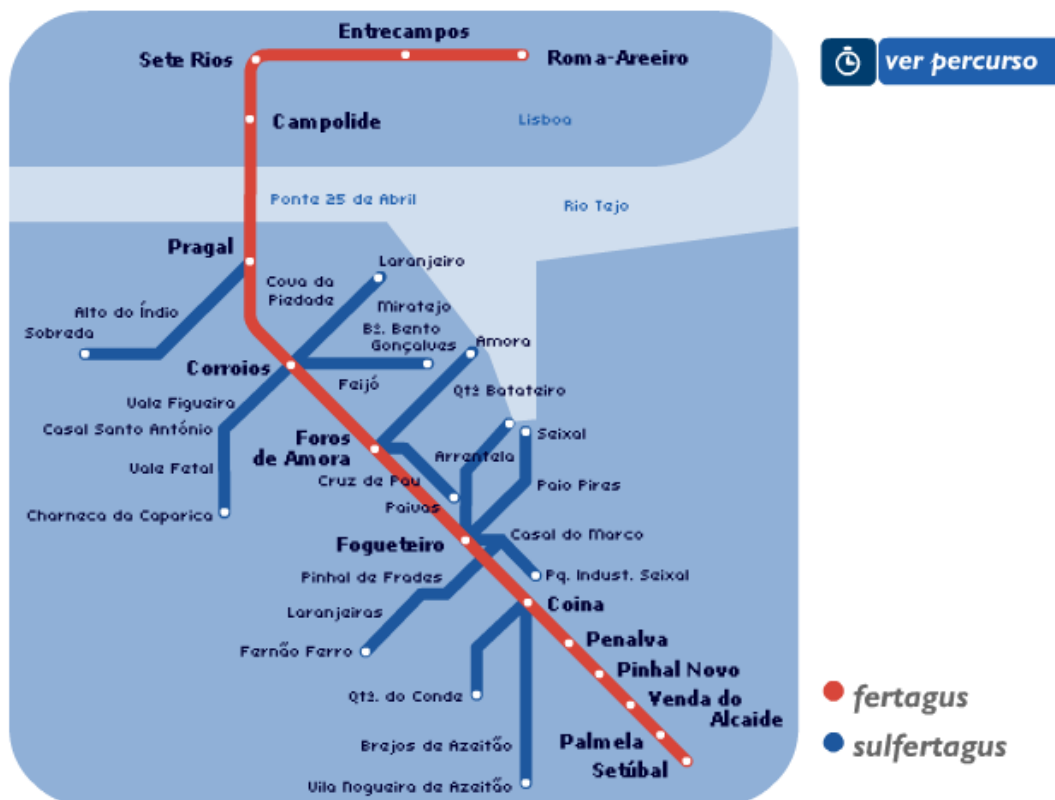 Entrecampos
Sete Rios
Roma-Areeiro
ver percurso
Campolide
Lisboa
Ponte 25 de Abril
Rio Tejo
Pragal
Laranjeiro
Cova da
Piedade
Miratejo
Alto do Índio
Sobreda
Bº. Bento
Gonçalves
Amora
Corroios
Feijó
Qtª Batateiro
Vale Figueira
Casal Santo António
Foros
de Amora
Seixal
Arrentela
Vale Fetal
Cruz de Pau
Paio Pires
Paivas
Charneca da Caparica
Casal do Marco
Fogueteiro
Pinhal de Frades
Pq. Indust. Seixal
Laranjeiras
Coina
Fernão Ferro
Penalva
Pinhal Novo
Qtª. do Conde
Venda do
Alcaide
fertagus
Brejos de Azeitão
Palmela
sulfertagus
Setúbal
Vila Nogueira de Azeitão